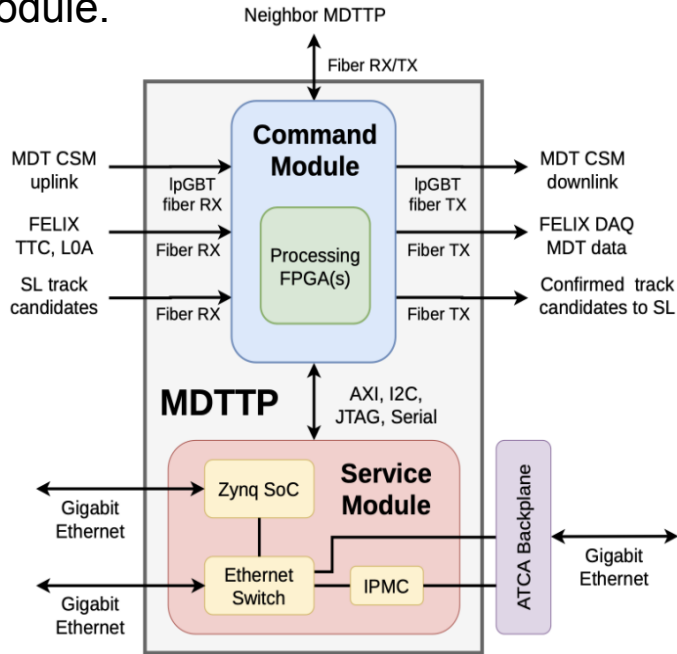 odule.
Neighbor MDTTP
Fiber RX/TX
Command
Module
MDT CSM
uplink
lpGBT
fiber RX
lpGBT
fiber TX
MDT CSM
downlink
FELIX
TTC, L0A
Fiber RX
Processing
FPGA(s)
Fiber TX
FELIX DAQ
MDT data
SL track
candidates
Fiber RX
Fiber TX
Confirmed track
candidates to SL
MDTTP
AXI, I2C,
JTAG, Serial
Service
Module
Zynq SoC
Gigabit
Ethernet
Ethernet
Switch
IPMC
Gigabit
Ethernet
ATCA Backplane
Gigabit
Ethernet